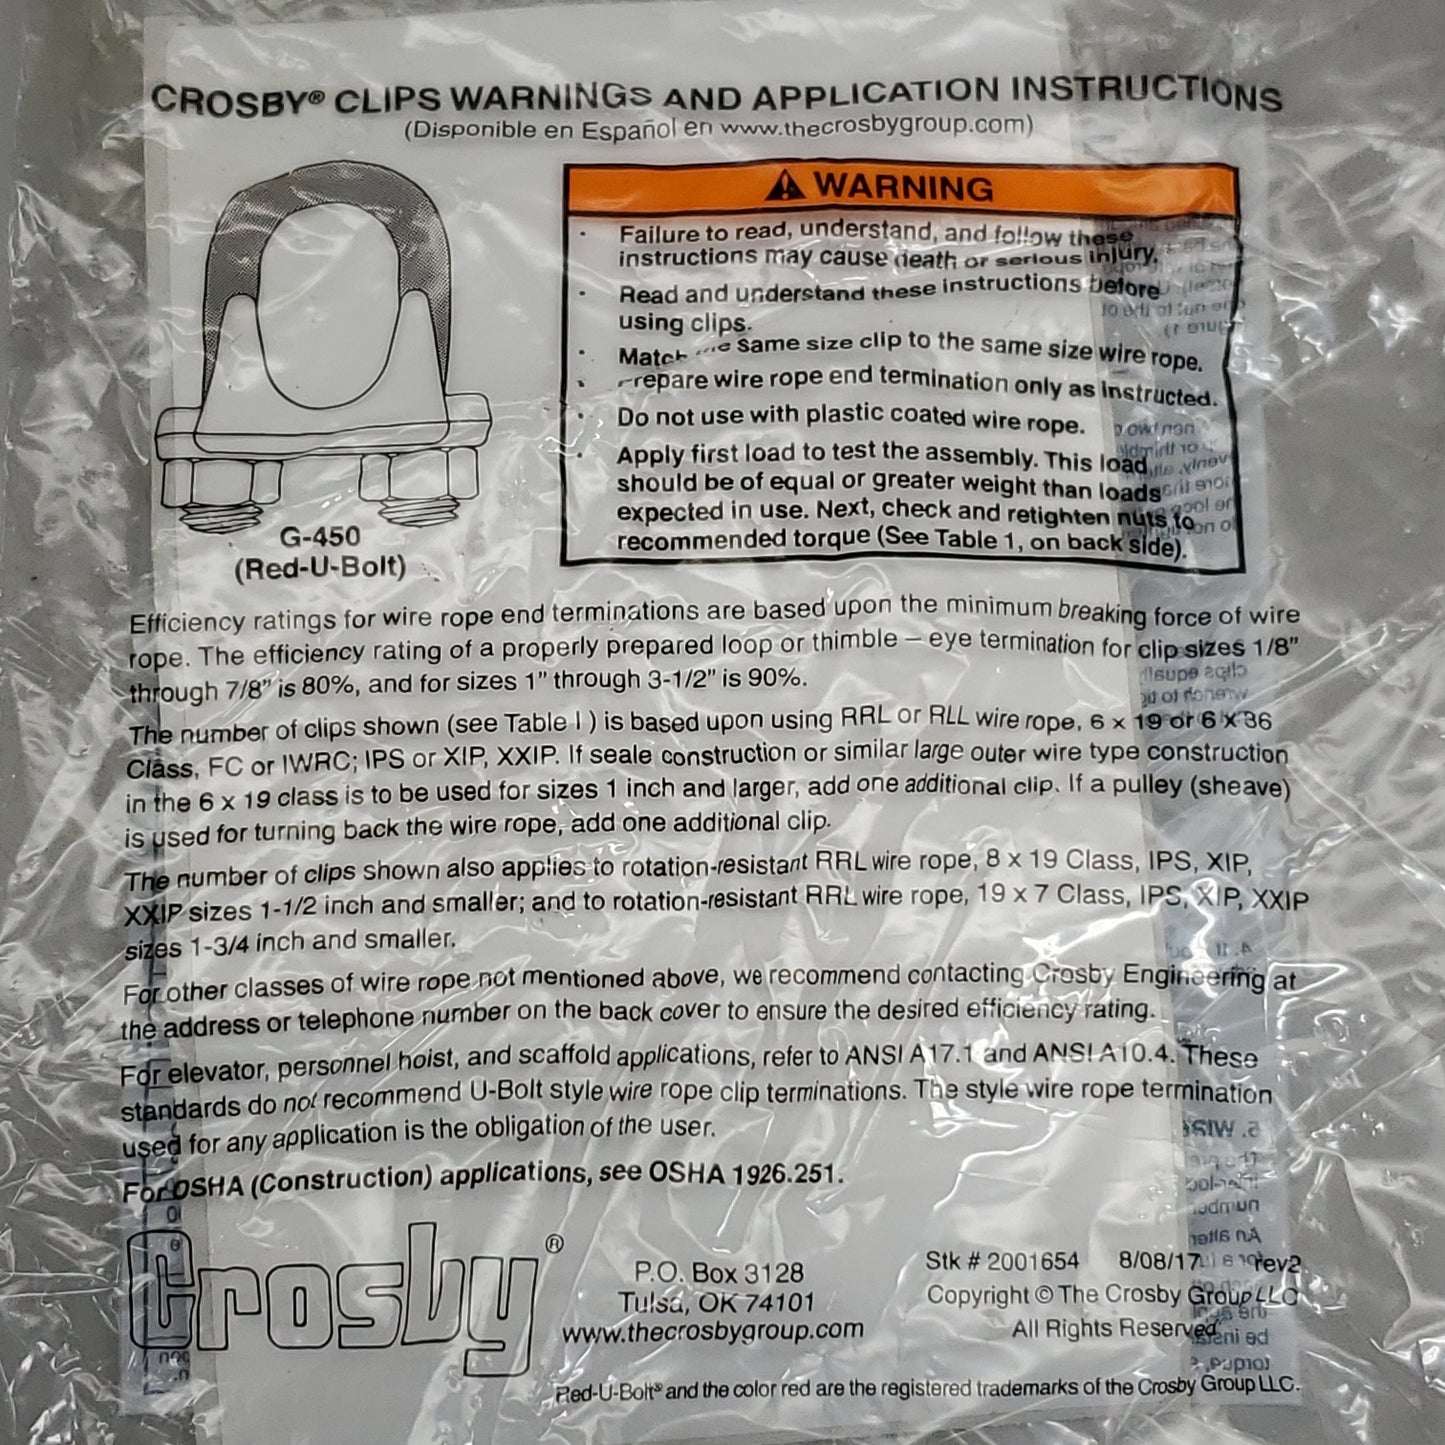 CROSBY® CLIPS WARNINGS AND APPLICATION INSTRUCTIONS
(Disponible en Español en www.thecrosbygroup.com)
WARNING
· Failure to read, understand, and follow these
instructions may cause death or serious injury.
· Read and understand these instructions before
using clips.
· Match the same size clip to the same size wire rope.
· Prepare wire rope end termination only as instructed.
· Do not use with plastic coated wire rope.
· Apply first load to test the assembly. This load
should be of equal or greater weight than loads
expected in use. Next, check and retighten nuts to
recommended torque (See Table 1, on back side).
G-450
(Red-U-Bolt)
Efficiency ratings for wire rope end terminations are based upon the minimum breaking force of wire
rope. The efficiency rating of a properly prepared loop or thimble – eye termination for clip sizes 1/8"
through 7/8" is 80%, and for sizes 1" through 3-1/2" is 90%.
The number of clips shown (see Table I ) is based upon using RRL or RLL wire rope, 6 x 19 or 6 x 36
Class, FC or IWRC; IPS or XIP, XXIP. If seale construction or similar large outer wire type construction
in the 6 x 19 class is to be used for sizes 1 inch and larger, add one additional clip. If a pulley (sheave)
is used for turning back the wire rope, add one additional clip.
The number of clips shown also applies to rotation-resistant RRL wire rope, 8 x 19 Class, IPS, XIP,
XXIP sizes 1-1/2 inch and smaller; and to rotation-resistant RRL wire rope, 19 x 7 Class, IPS, XIP, XXIP
sizes 1-3/4 inch and smaller.
For other classes of wire rope not mentioned above, we recommend contacting Crosby Engineering at
the address or telephone number on the back cover to ensure the desired efficiency rating.
For elevator, personnel hoist, and scaffold applications, refer to ANSI A17.1 and ANSI A10.4. These
standards do not recommend U-Bolt style wire rope clip terminations. The style wire rope termination
used for any application is the obligation of the user.
For OSHA (Construction) applications, see OSHA 1926.251.
Crosby®
P.O. Box 3128
Tulsa, OK 74101
www.thecrosbygroup.com
Stk # 2001654 8/08/17 rev2
Copyright © The Crosby Group LLC
All Rights Reserved
Red-U-Bolt® and the color red are the registered trademarks of the Crosby Group LLC.